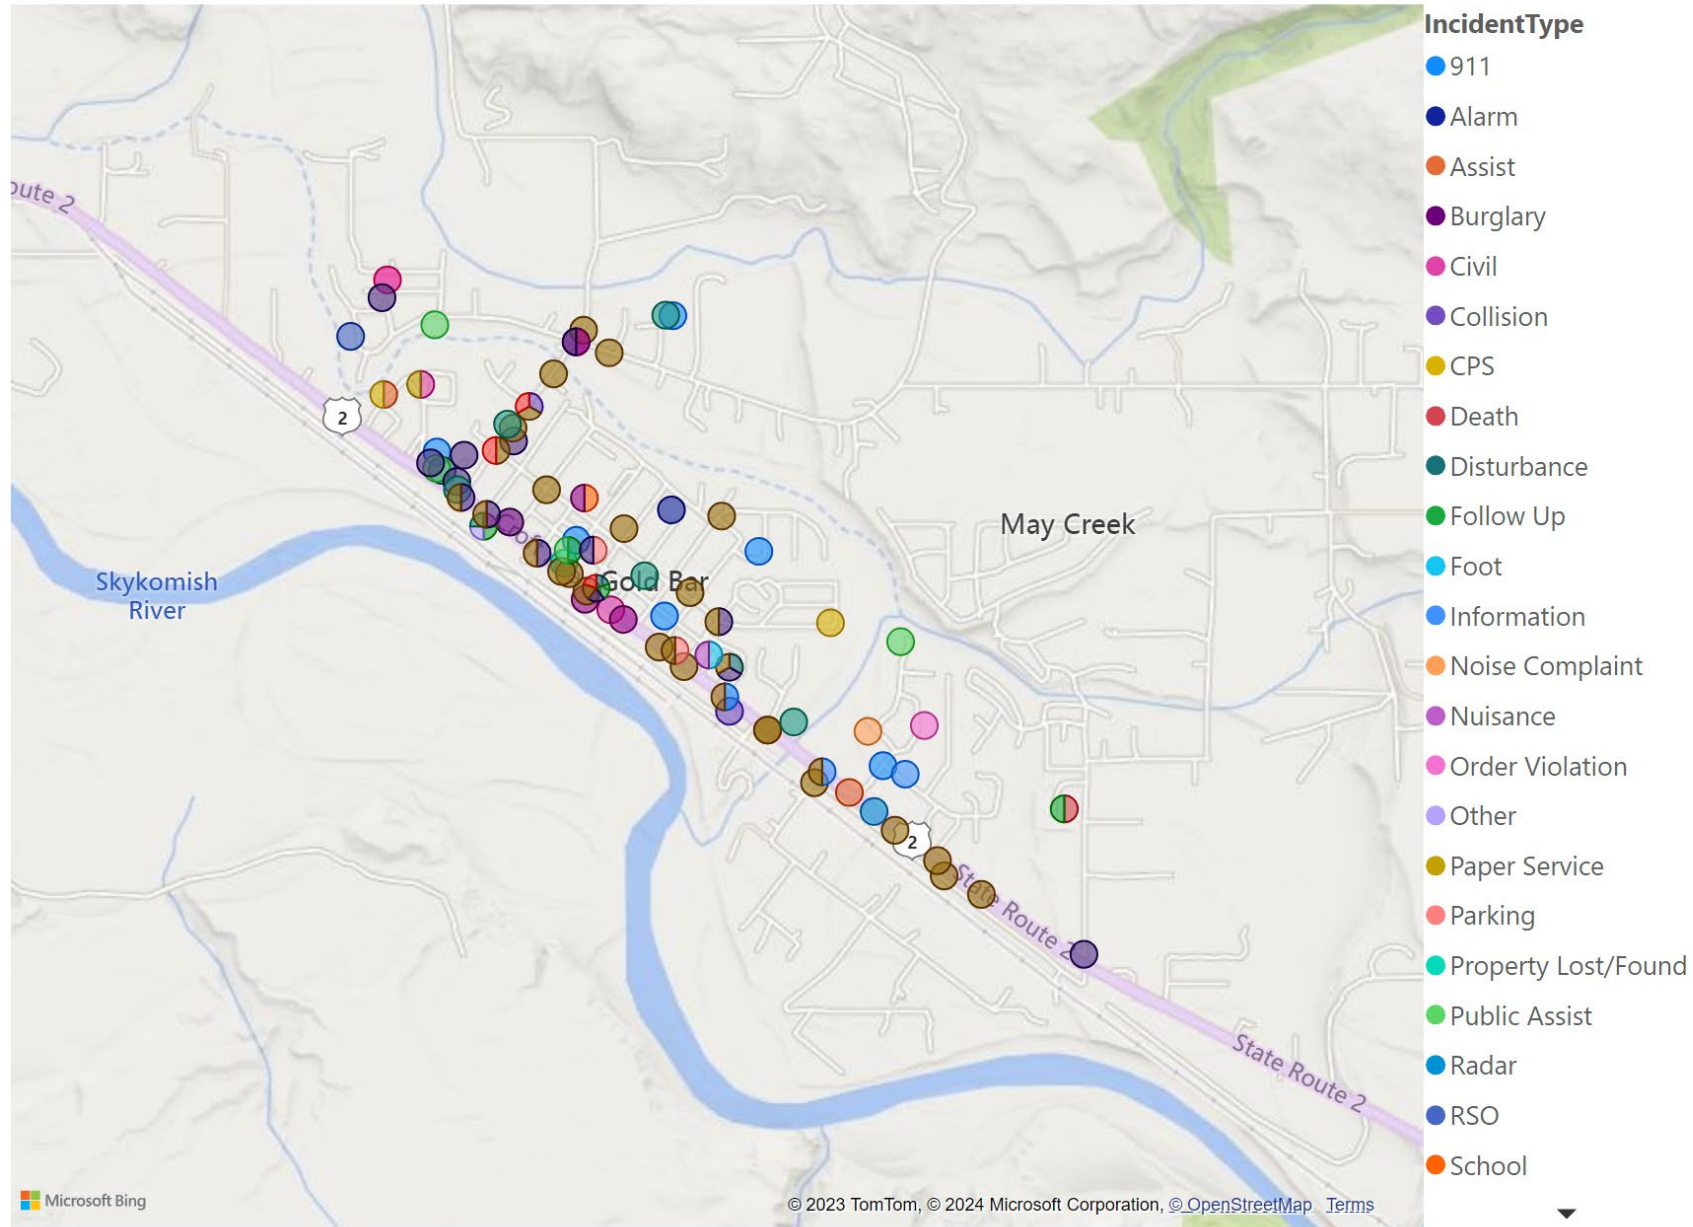 IncidentType
911
Alarm
Assist
Burglary
Civil
Collision
CPS
Death
Disturbance
Follow Up
Foot
Information
Noise Complaint
Nuisance
Order Violation
Other
Paper Service
Parking
Property Lost/Found
Public Assist
Radar
RSO
School
oute 2
2
May Creek
Skykomish
River
Gold Bar
2
State Route 2
State Route 2
Microsoft Bing
© 2023 TomTom, © 2024 Microsoft Corporation, © OpenStreetMap Terms